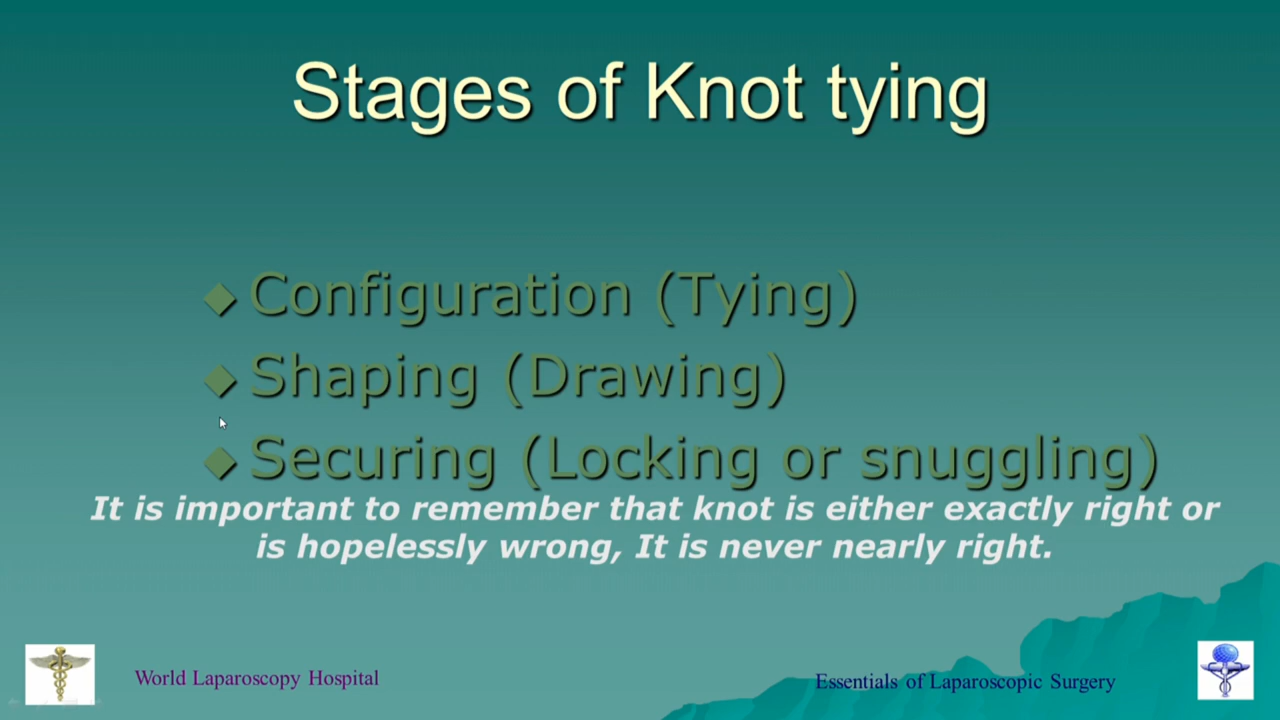 Stages of Knot tying
Configuration (Tying)
Shaping (Drawing)
Securing (Locking or snuggling)
It is important to remember that knot is either exactly right or
is hopelessly wrong, It is never nearly right.
World Laparoscopy Hospital
Essentials of Laparoscopic Surgery